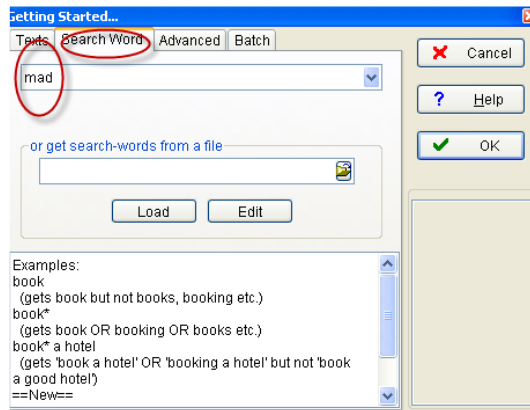 Getting Started...
Texts Search Word Advanced Batch
mad
Cancel
Help
OK
or get search-words from a file
Load Edit
Examples:
book
(gets book but not books, booking etc.)
book*
(gets book OR booking OR books etc.)
book* a hotel
(gets 'book a hotel' OR 'booking a hotel' but not 'book
a good hotel')
==New==